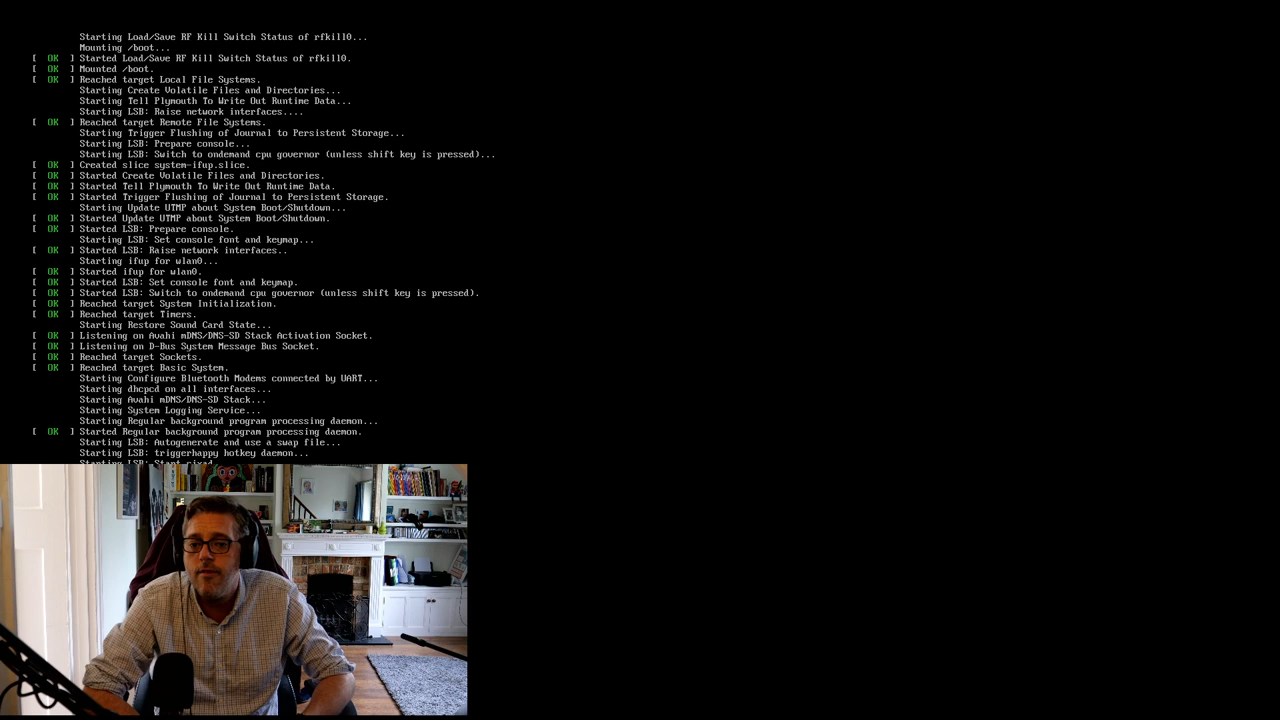 Starting Load/Save RF Kill Switch Status of rfkill0...
Mounting /boot...
[  OK  ] Started Load/Save RF Kill Switch Status of rfkill0.
[  OK  ] Mounted /boot.
[  OK  ] Reached target Local File Systems.
Starting Create Volatile Files and Directories...
Starting Tell Plymouth To Write Out Runtime Data...
Starting LSB: Raise network interfaces....
[  OK  ] Reached target Remote File Systems.
Starting Trigger Flushing of Journal to Persistent Storage...
Starting LSB: Prepare console...
Starting LSB: Switch to ondemand cpu governor (unless shift key is pressed)...
[  OK  ] Created slice system-ifup.slice.
[  OK  ] Started Create Volatile Files and Directories.
[  OK  ] Started Tell Plymouth To Write Out Runtime Data.
[  OK  ] Started Trigger Flushing of Journal to Persistent Storage.
Starting Update UTMP about System Boot/Shutdown...
[  OK  ] Started Update UTMP about System Boot/Shutdown.
[  OK  ] Started LSB: Prepare console.
Starting LSB: Set console font and keymap...
[  OK  ] Started LSB: Raise network interfaces..
Starting ifup for wlan0...
[  OK  ] Started ifup for wlan0.
[  OK  ] Started LSB: Set console font and keymap.
[  OK  ] Started LSB: Switch to ondemand cpu governor (unless shift key is pressed).
[  OK  ] Reached target System Initialization.
[  OK  ] Reached target Timers.
Starting Restore Sound Card State...
[  OK  ] Listening on Avahi mDNS/DNS-SD Stack Activation Socket.
[  OK  ] Listening on D-Bus System Message Bus Socket.
[  OK  ] Reached target Sockets.
[  OK  ] Reached target Basic System.
Starting Configure Bluetooth Modems connected by UART...
Starting dhcpcd on all interfaces...
Starting Avahi mDNS/DNS-SD Stack...
Starting System Logging Service...
Starting Regular background program processing daemon...
[  OK  ] Started Regular background program processing daemon.
Starting LSB: Autogenerate and use a swap file...
Starting LSB: triggerhappy hotkey daemon...
Starting LSB: Start